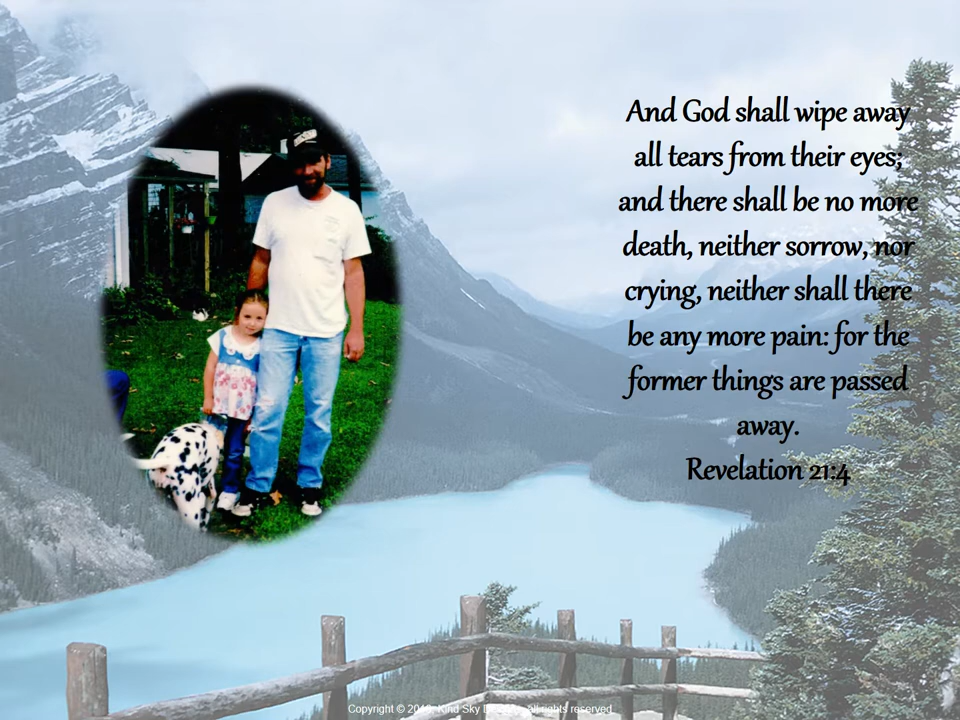 And God shall wipe away
all tears from their eyes;
and there shall be no more
death, neither sorrow, nor
crying, neither shall there
be any more pain: for the
former things are passed
away.
Revelation 21:4
Copyright © Kind Sky all rights reserved